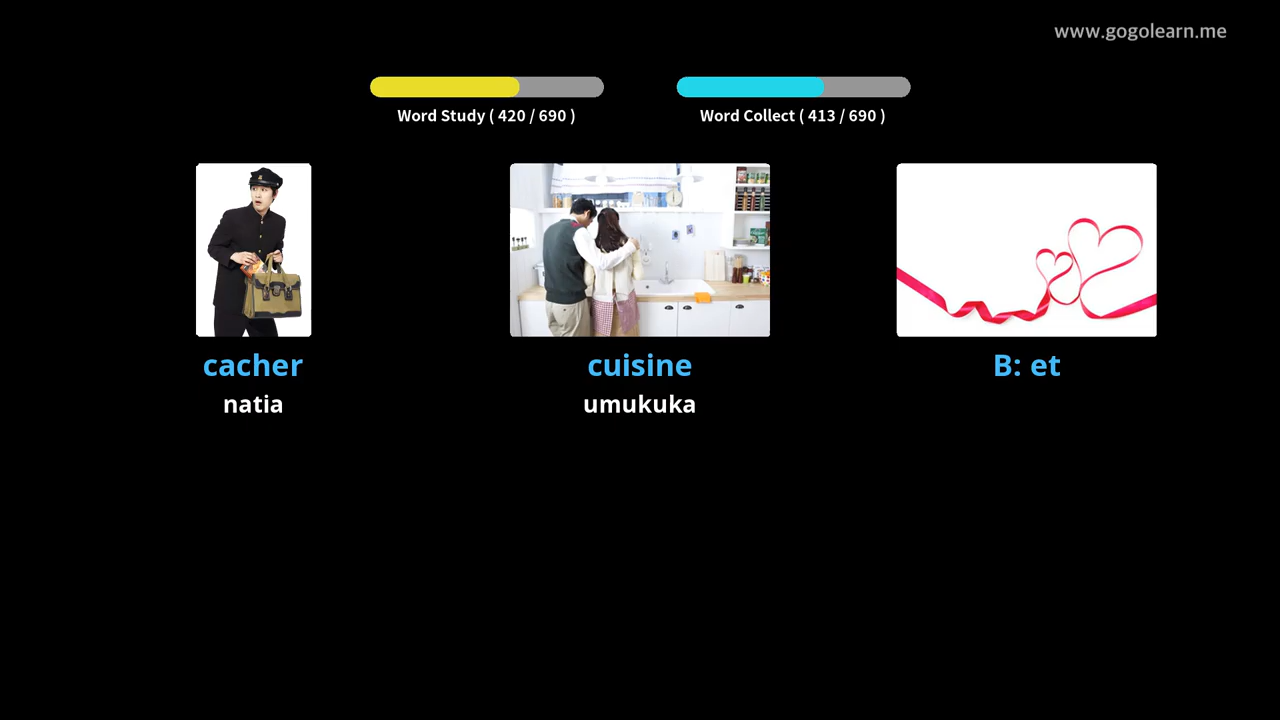 www.gogolearn.me
Word Study ( 420 / 690 )
Word Collect ( 413 / 690 )
cacher
natia
cuisine
umukuka
B: et